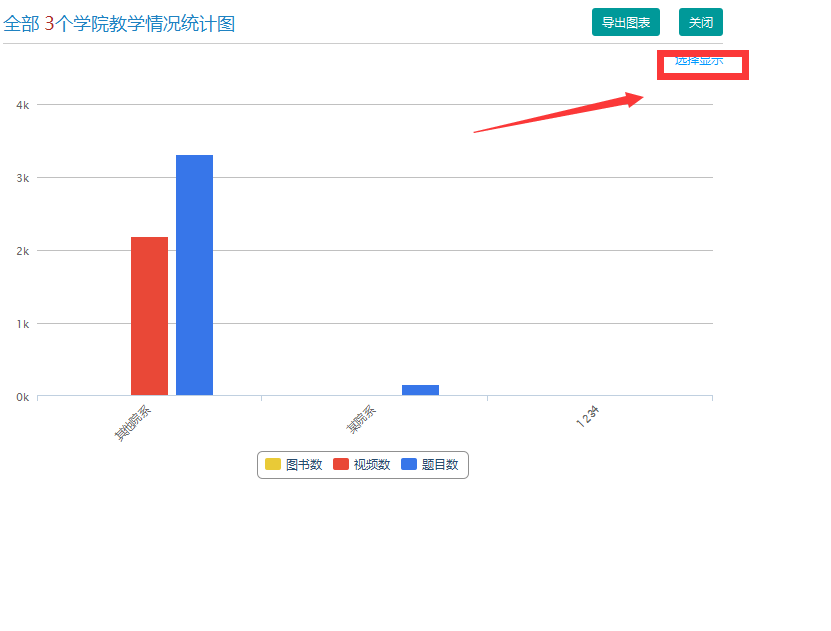 全部 3个学院教学情况统计图
导出图表
关闭
选择显示
4k
3k
2k
1k
0k
其他院系
某院系
1234
图书数 视频数 题目数